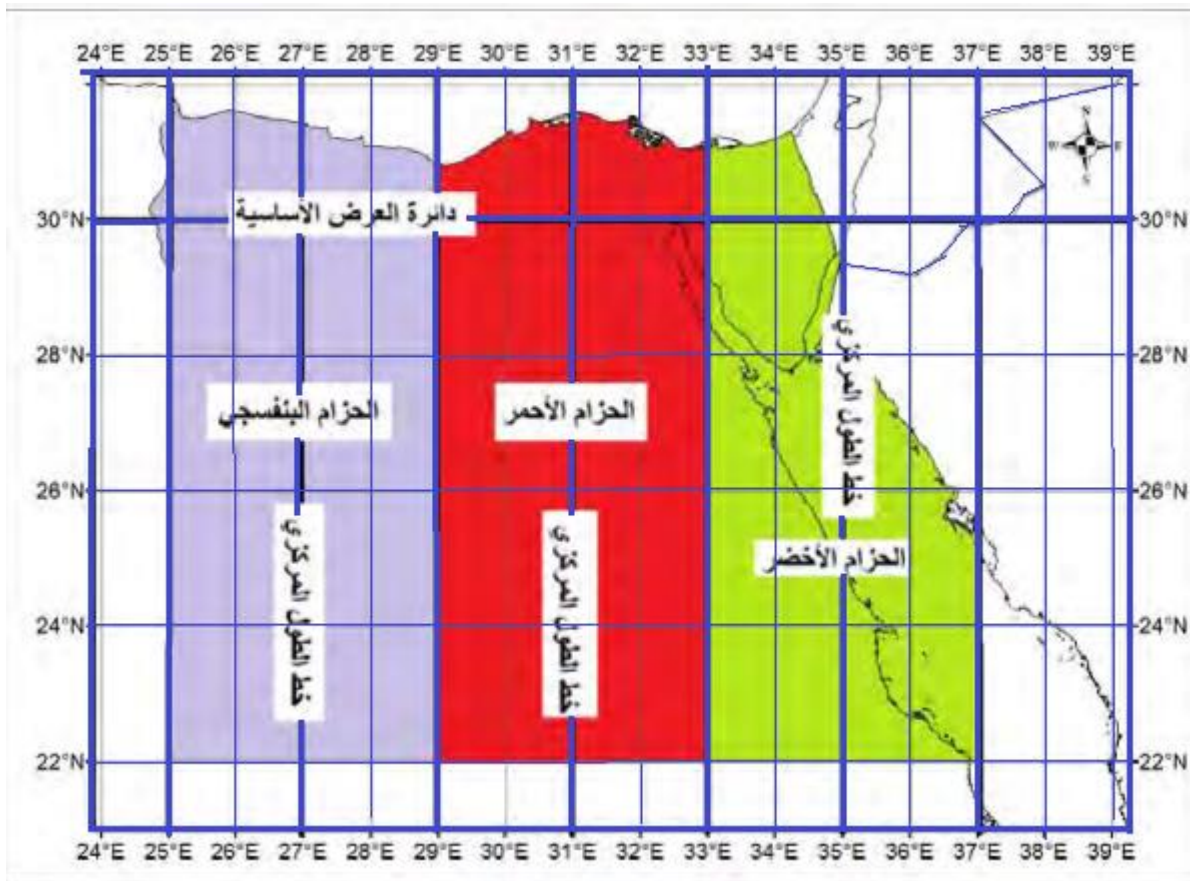 24°E 25°E 26°E 27°E 28°E 29°E 30°E 31°E 32°E 33°E 34°E 35°E 36°E 37°E 38°E 39°E
S
W E
S
دائرة العرض الأساسية
30°N 30°N
خط الطول المركزي
28°N 28°N
الحزام البنفسجي
الحزام الأحمر
26°N 26°N
خط الطول المركزي
خط الطول المركزي
الحزام الأخضر
24°N 24°N
22°N 22°N
24°E 25°E 26°E 27°E 28°E 29°E 30°E 31°E 32°E 33°E 34°E 35°E 36°E 37°E 38°E 39°E